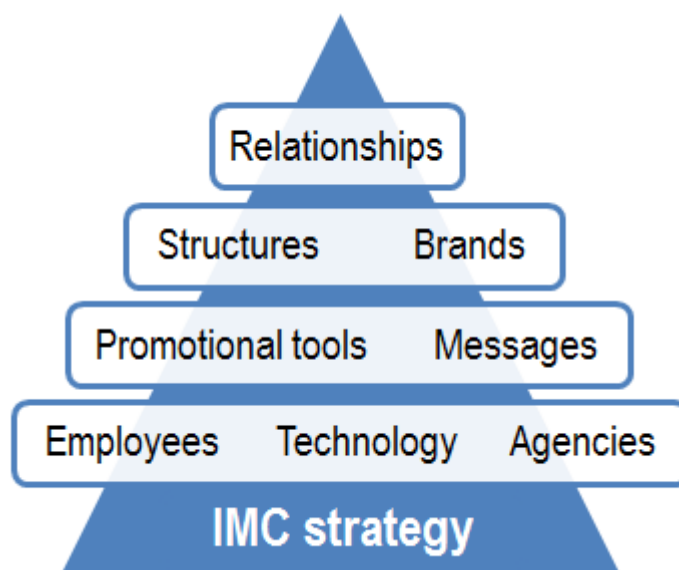 Relationships
Structures Brands
Promotional tools Messages
Employees Technology Agencies
IMC strategy